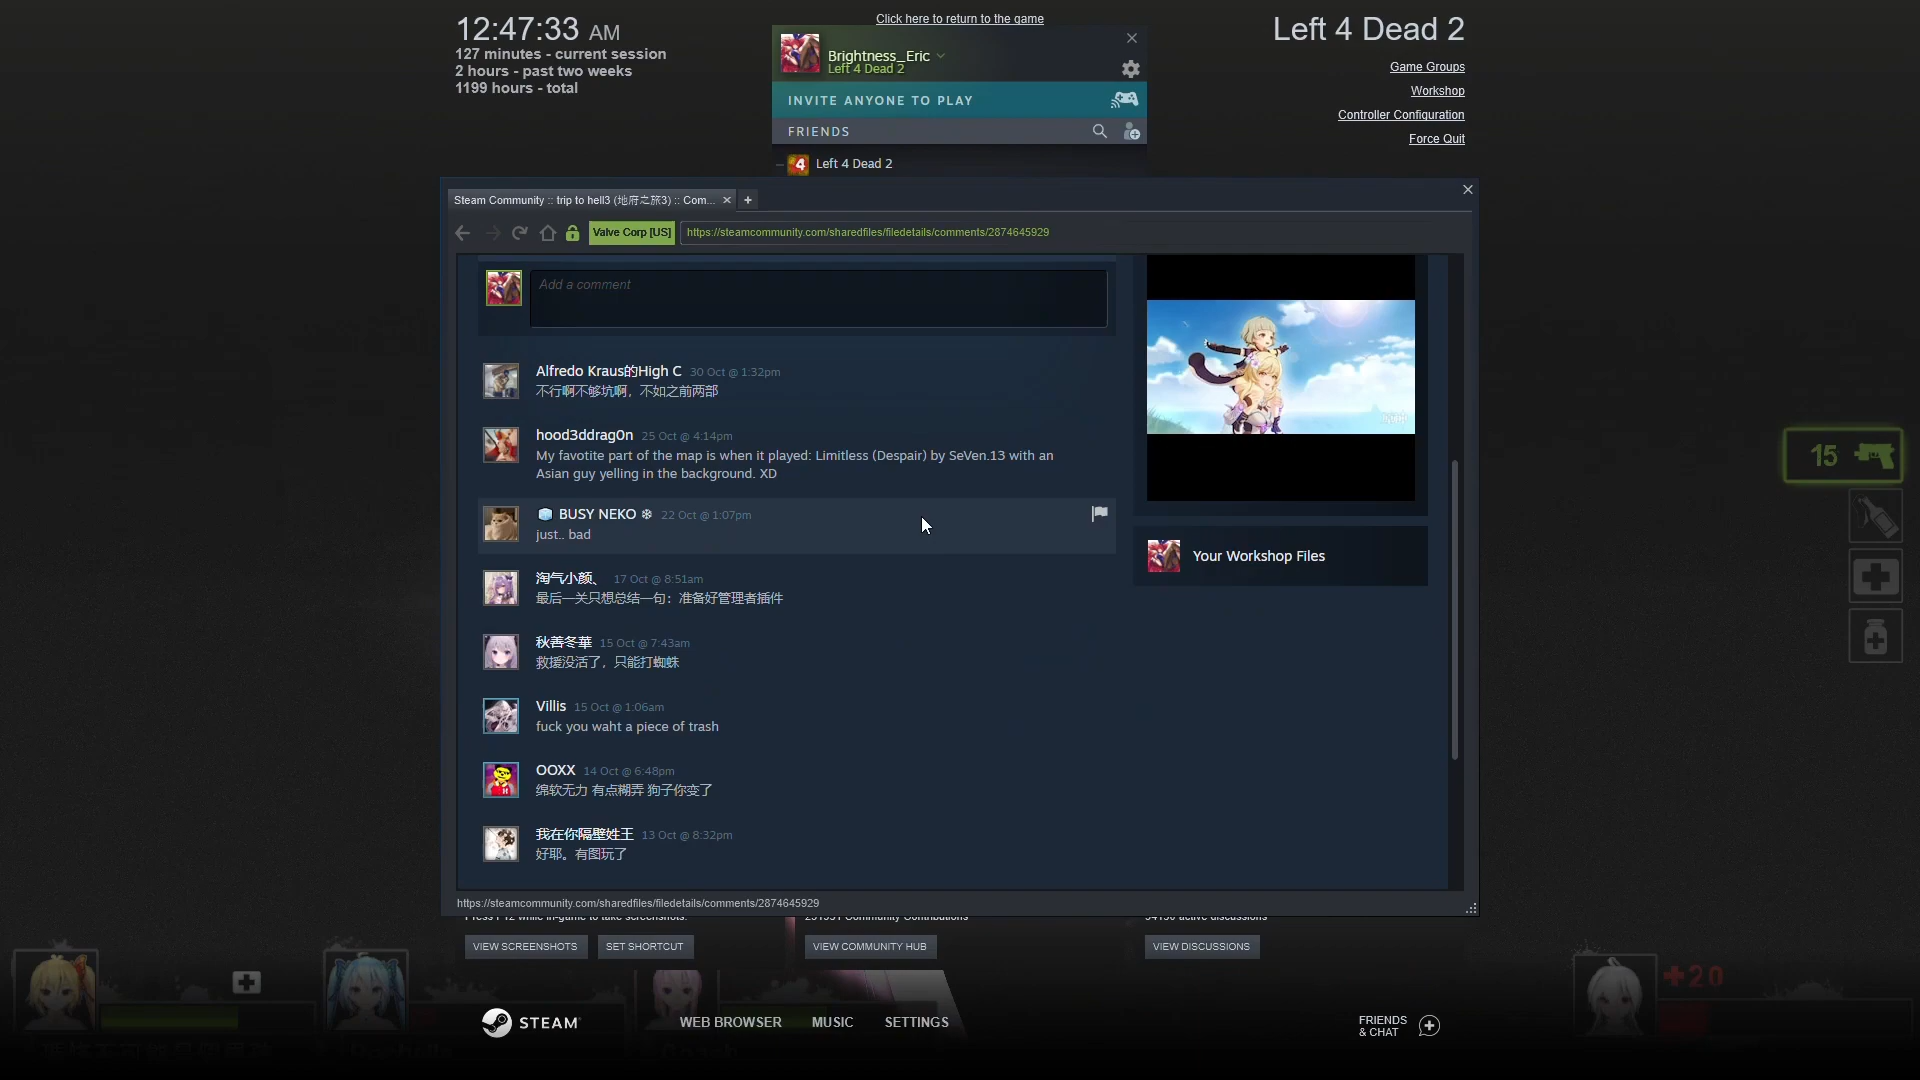 12:47:33 AM
127 minutes - current session
2 hours - past two weeks
1199 hours - total
Click here to return to the game
Brightness_Eric
Left 4 Dead 2
INVITE ANYONE TO PLAY
FRIENDS
Left 4 Dead 2
Left 4 Dead 2
Game Groups
Workshop
Controller Configuration
Force Quit
Steam Community :: trip to hell3 (地府之旅3) :: Com...
Valve Corp [US]
https://steamcommunity.com/sharedfiles/filedetails/comments/2874645929
Add a comment
Alfredo Kraus的High C 30 Oct @ 1:32pm
不行啊不够坑啊，不如之前两部
hood3ddrag0n 25 Oct @ 4:14pm
My favotite part of the map is when it played: Limitless (Despair) by SeVen.13 with an
Asian guy yelling in the background. XD
BUSY NEKO ❄ 22 Oct @ 1:07pm
just.. bad
淘气小颜、 17 Oct @ 8:51am
最后一关只想总结一句：准备好管理者插件
秋善冬華 15 Oct @ 7:43am
救援没活了，只能打蜘蛛
Villis 15 Oct @ 1:06am
fuck you waht a piece of trash
OOXX 14 Oct @ 6:48pm
绵软无力 有点糊弄 狗子你变了
我在你隔壁姓王 13 Oct @ 8:32pm
好耶。有图玩了
Your Workshop Files
15
https://steamcommunity.com/sharedfiles/filedetails/comments/2874645929
Press F12 while in-game to take screenshots.
VIEW SCREENSHOTS
SET SHORTCUT
VIEW COMMUNITY HUB
VIEW DISCUSSIONS
+20
STEAM
WEB BROWSER
MUSIC
SETTINGS
FRIENDS
& CHAT